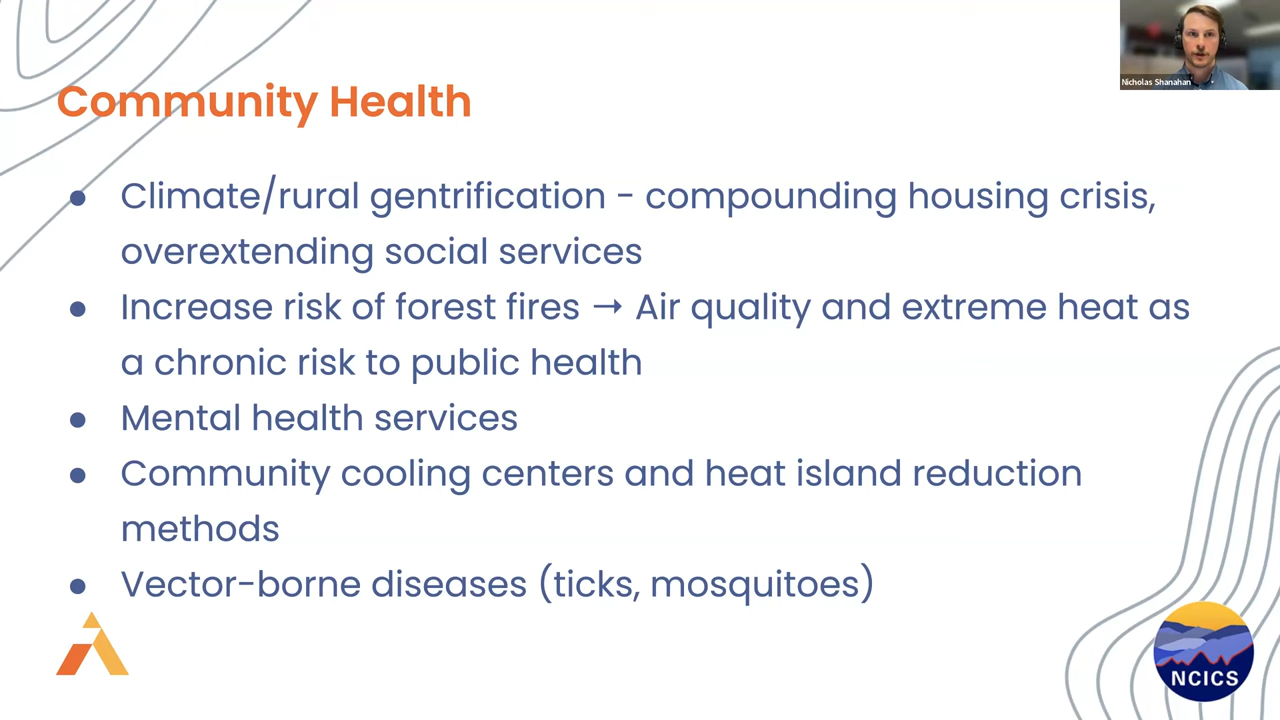 Nicholas Shanahan
Community Health
● Climate/rural gentrification - compounding housing crisis,
overextending social services
● Increase risk of forest fires → Air quality and extreme heat as
a chronic risk to public health
● Mental health services
● Community cooling centers and heat island reduction
methods
● Vector-borne diseases (ticks, mosquitoes)
NCICS